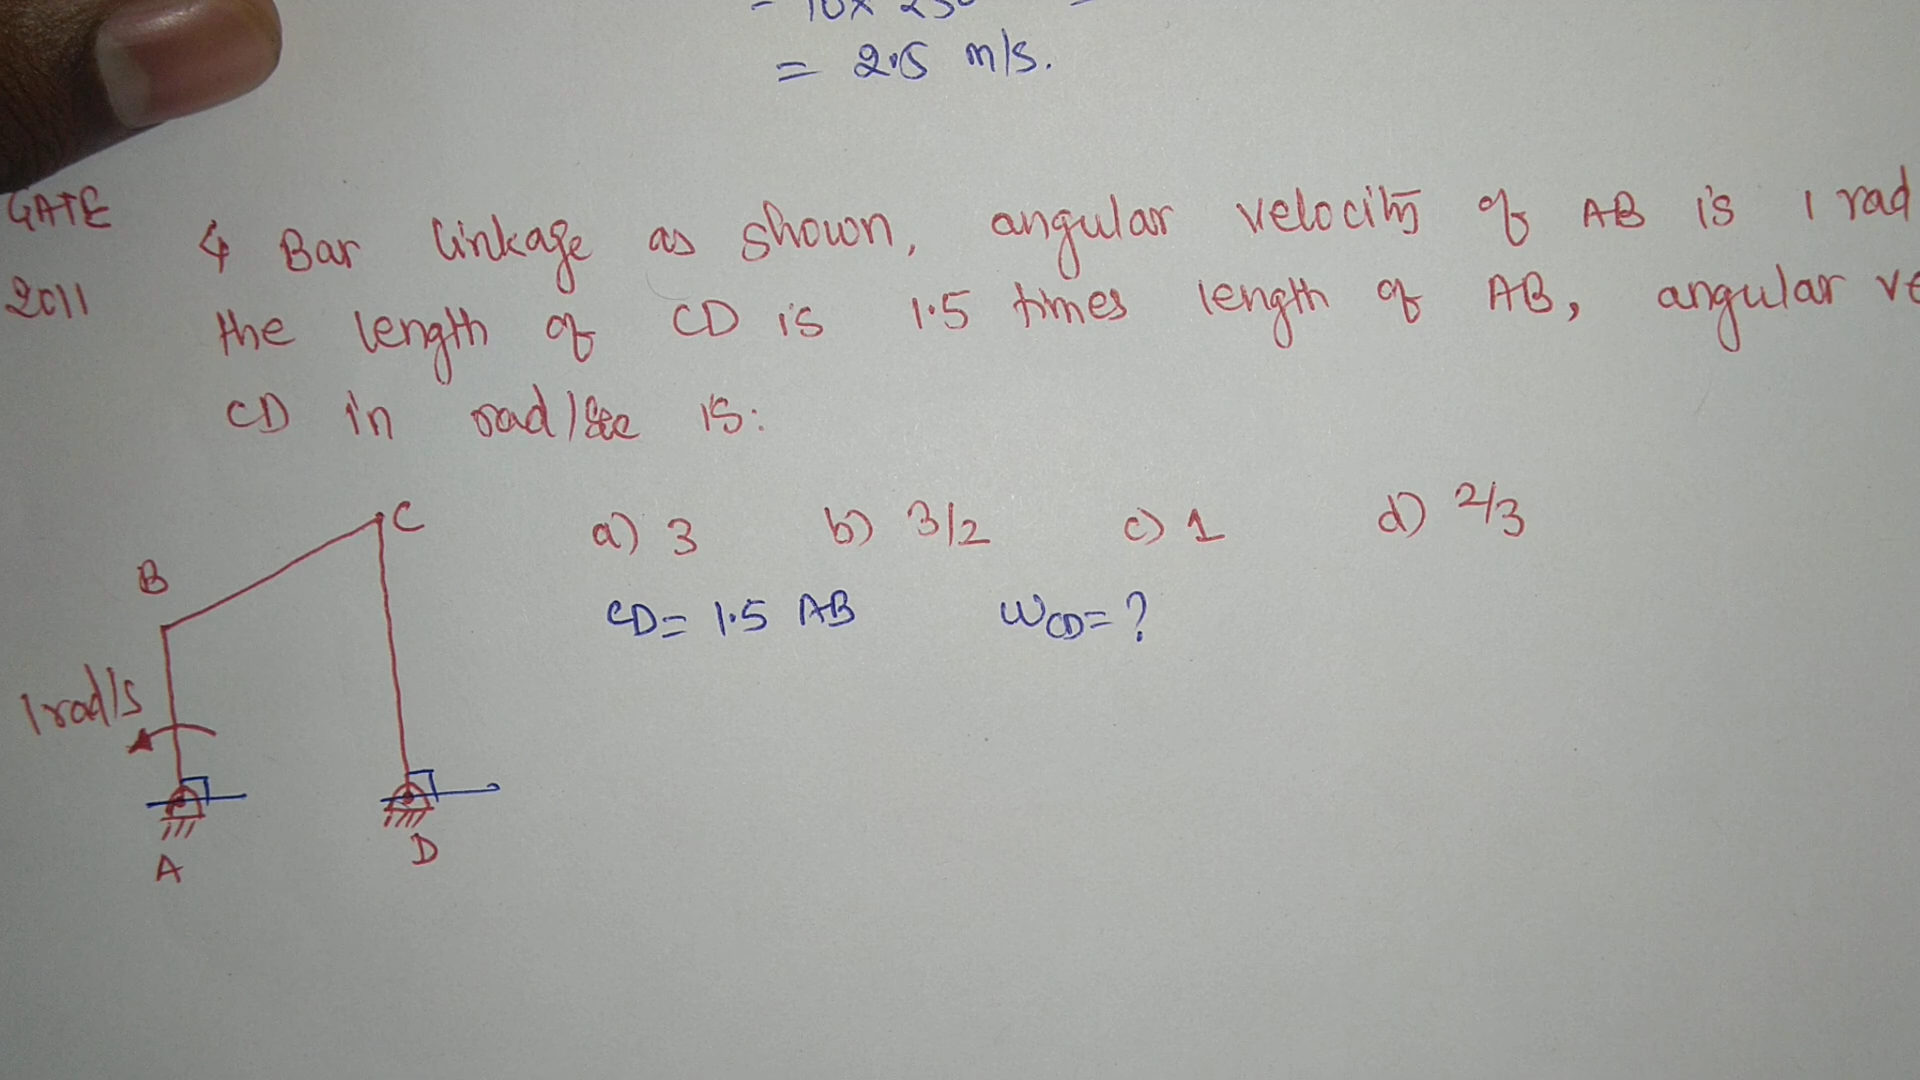 = 2.5 m/s.
GATE
2011
4 Bar linkage as shown, angular velocity of AB is 1 rad
the length of CD is 1.5 times length of AB, angular ve
CD in rad/sec is:
a) 3 b) 3/2 c) 1 d) 2/3
CD = 1.5 AB ωCD = ?
C
B
1 rad/s
A
D